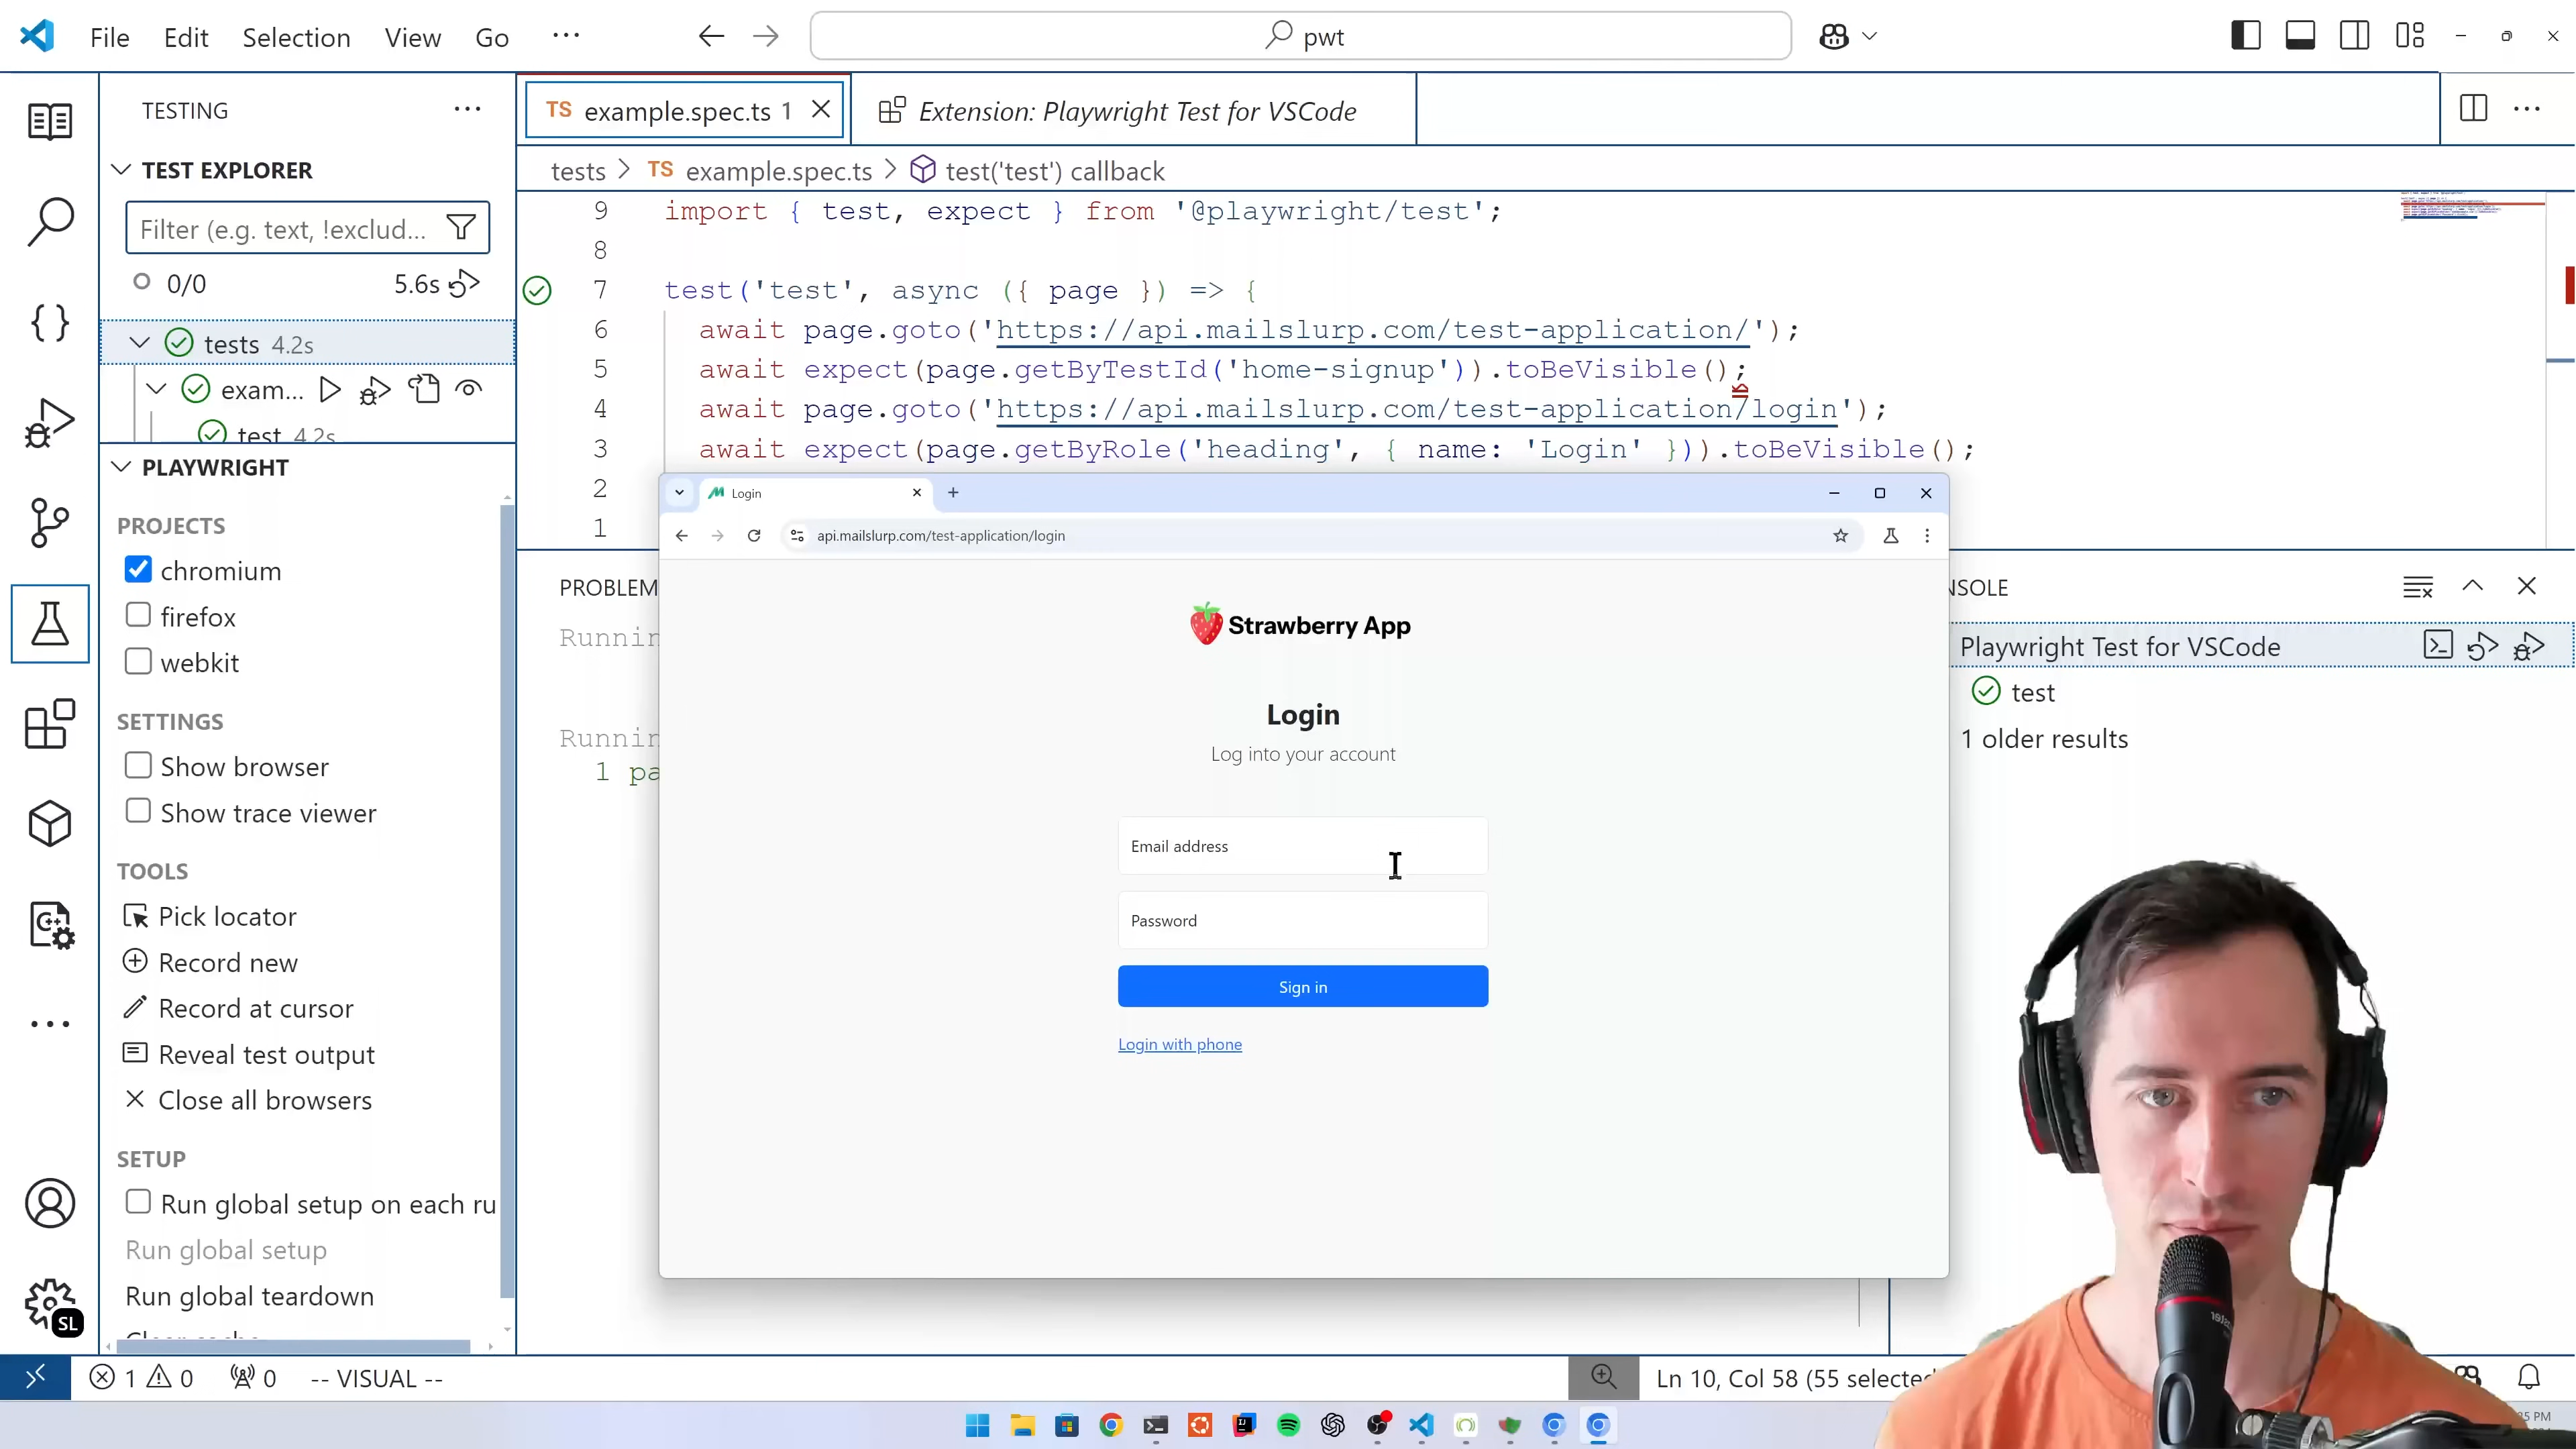 File Edit Selection View Go ··· pwt
TESTING
TEST EXPLORER
Filter (e.g. text, !exclud...
0/0 5.6s
tests 4.2s
exam...
test 4.2s
PLAYWRIGHT
PROJECTS
chromium
firefox
webkit
SETTINGS
Show browser
Show trace viewer
TOOLS
Pick locator
Record new
Record at cursor
Reveal test output
Close all browsers
SETUP
Run global setup on each ru
Run global setup
Run global teardown
Clear cache
TS example.spec.ts 1 Extension: Playwright Test for VSCode
tests > TS example.spec.ts > test('test') callback
9 import { test, expect } from '@playwright/test';
8
7 test('test', async ({ page }) => {
6 await page.goto('https://api.mailslurp.com/test-application/');
5 await expect(page.getByTestId('home-signup')).toBeVisible();
4 await page.goto('https://api.mailslurp.com/test-application/login');
3 await expect(page.getByRole('heading', { name: 'Login' })).toBeVisible();
2
1
PROBLEM
Runnin
Runnin
1 pa
Login
api.mailslurp.com/test-application/login
Strawberry App
Login
Log into your account
Email address
Password
Sign in
Login with phone
NSOLE
Playwright Test for VSCode
test
1 older results
SL
1 0 0 -- VISUAL -- Ln 10, Col 58 (55 selected
PM